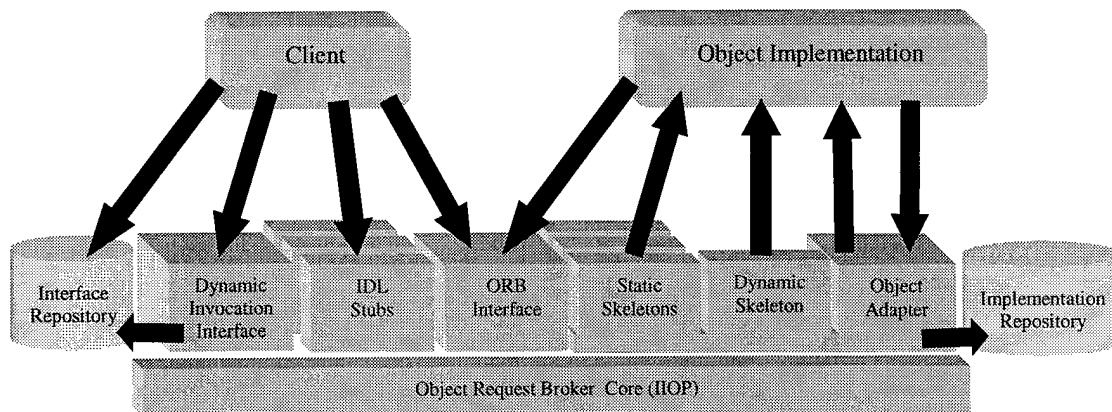 Client
Object Implementation
Interface
Repository
Dynamic
Invocation
Interface
IDL
Stubs
ORB
Interface
Static
Skeletons
Dynamic
Skeleton
Object
Adapter
Implementation
Repository
Object Request Broker Core (IIOP)